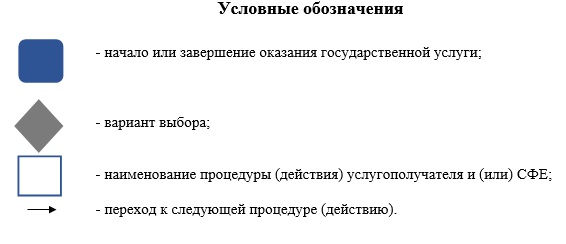 Условные обозначения
- начало или завершение оказания государственной услуги;
- вариант выбора;
- наименование процедуры (действия) услугополучателя и (или) СФЕ;
- переход к следующей процедуре (действию).